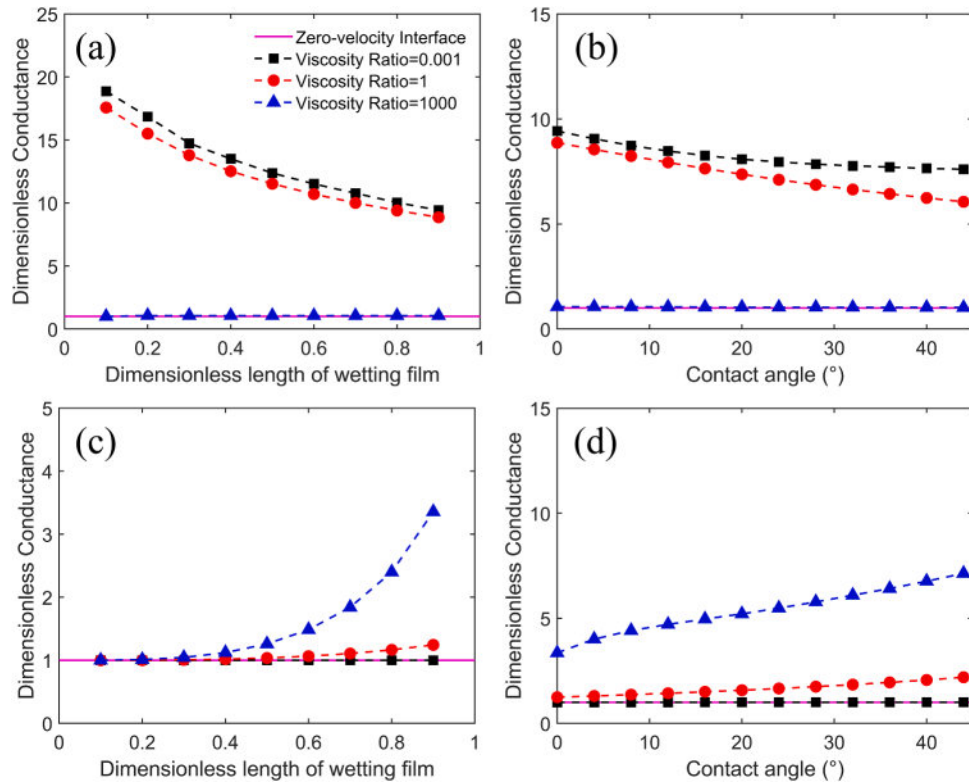 (a)
Zero-velocity Interface
Viscosity Ratio=0.001
Viscosity Ratio=1
Viscosity Ratio=1000
25
20
15
10
5
0
0
0.2
0.4
0.6
0.8
1
Dimensionless Conductance
Dimensionless length of wetting film
(b)
15
10
5
0
0
10
20
30
40
Dimensionless Conductance
Contact angle (°)
(c)
5
4
3
2
1
0
0
0.2
0.4
0.6
0.8
1
Dimensionless Conductance
Dimensionless length of wetting film
(d)
15
10
5
0
0
10
20
30
40
Dimensionless Conductance
Contact angle (°)